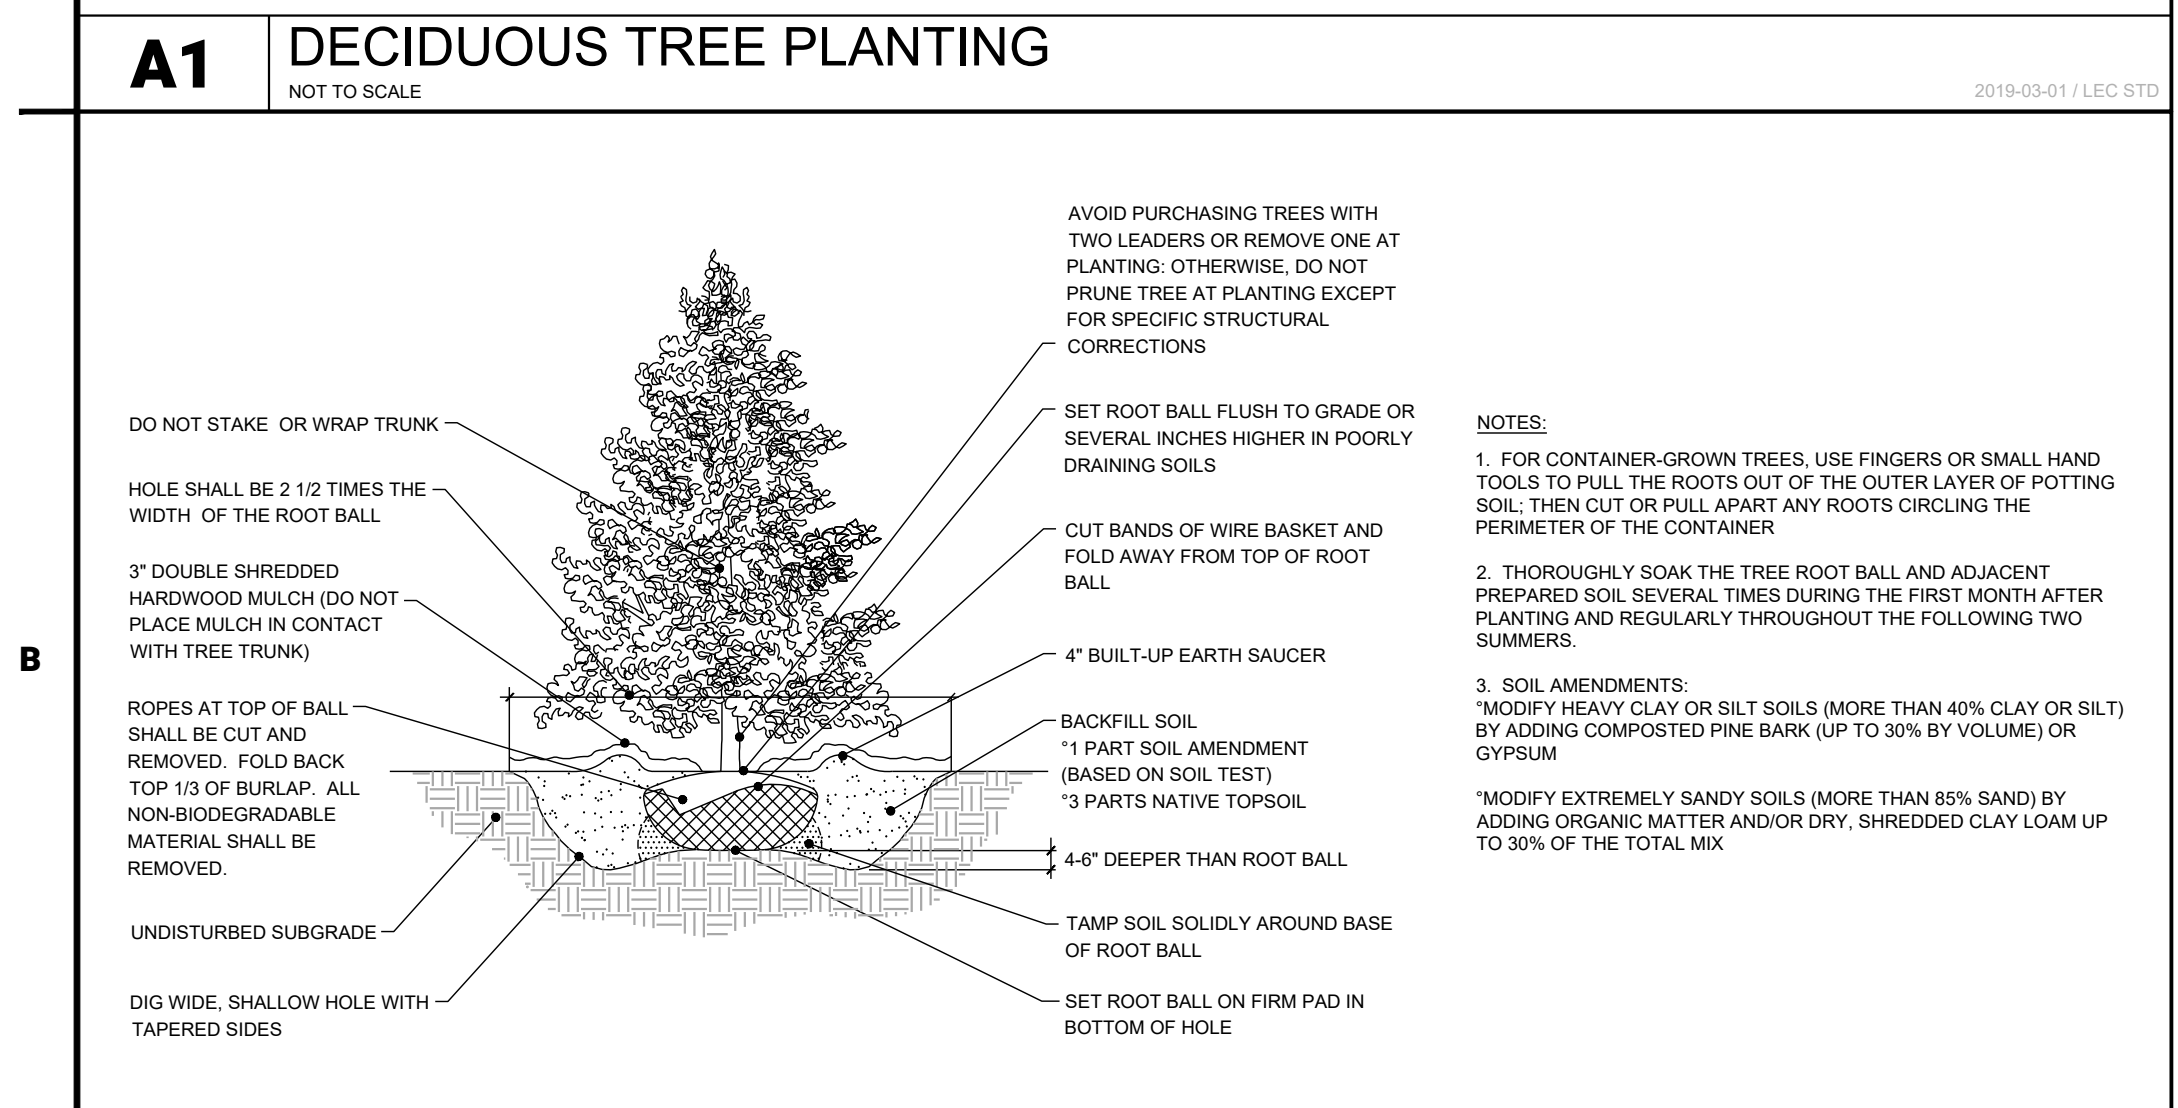 A1
DECIDUOUS TREE PLANTING
NOT TO SCALE
2019-03-01 / LEC STD
B
DO NOT STAKE OR WRAP TRUNK
HOLE SHALL BE 2 1/2 TIMES THE
WIDTH OF THE ROOT BALL
3" DOUBLE SHREDDED
HARDWOOD MULCH (DO NOT
PLACE MULCH IN CONTACT
WITH TREE TRUNK)
ROPES AT TOP OF BALL
SHALL BE CUT AND
REMOVED. FOLD BACK
TOP 1/3 OF BURLAP. ALL
NON-BIODEGRADABLE
MATERIAL SHALL BE
REMOVED.
UNDISTURBED SUBGRADE
DIG WIDE, SHALLOW HOLE WITH
TAPERED SIDES
AVOID PURCHASING TREES WITH
TWO LEADERS OR REMOVE ONE AT
PLANTING: OTHERWISE, DO NOT
PRUNE TREE AT PLANTING EXCEPT
FOR SPECIFIC STRUCTURAL
CORRECTIONS
SET ROOT BALL FLUSH TO GRADE OR
SEVERAL INCHES HIGHER IN POORLY
DRAINING SOILS
CUT BANDS OF WIRE BASKET AND
FOLD AWAY FROM TOP OF ROOT
BALL
4" BUILT-UP EARTH SAUCER
BACKFILL SOIL
°1 PART SOIL AMENDMENT
(BASED ON SOIL TEST)
°3 PARTS NATIVE TOPSOIL
4-6" DEEPER THAN ROOT BALL
TAMP SOIL SOLIDLY AROUND BASE
OF ROOT BALL
SET ROOT BALL ON FIRM PAD IN
BOTTOM OF HOLE
NOTES:
1. FOR CONTAINER-GROWN TREES, USE FINGERS OR SMALL HAND
TOOLS TO PULL THE ROOTS OUT OF THE OUTER LAYER OF POTTING
SOIL; THEN CUT OR PULL APART ANY ROOTS CIRCLING THE
PERIMETER OF THE CONTAINER
2. THOROUGHLY SOAK THE TREE ROOT BALL AND ADJACENT
PREPARED SOIL SEVERAL TIMES DURING THE FIRST MONTH AFTER
PLANTING AND REGULARLY THROUGHOUT THE FOLLOWING TWO
SUMMERS.
3. SOIL AMENDMENTS:
°MODIFY HEAVY CLAY OR SILT SOILS (MORE THAN 40% CLAY OR SILT)
BY ADDING COMPOSTED PINE BARK (UP TO 30% BY VOLUME) OR
GYPSUM
°MODIFY EXTREMELY SANDY SOILS (MORE THAN 85% SAND) BY
ADDING ORGANIC MATTER AND/OR DRY, SHREDDED CLAY LOAM UP
TO 30% OF THE TOTAL MIX